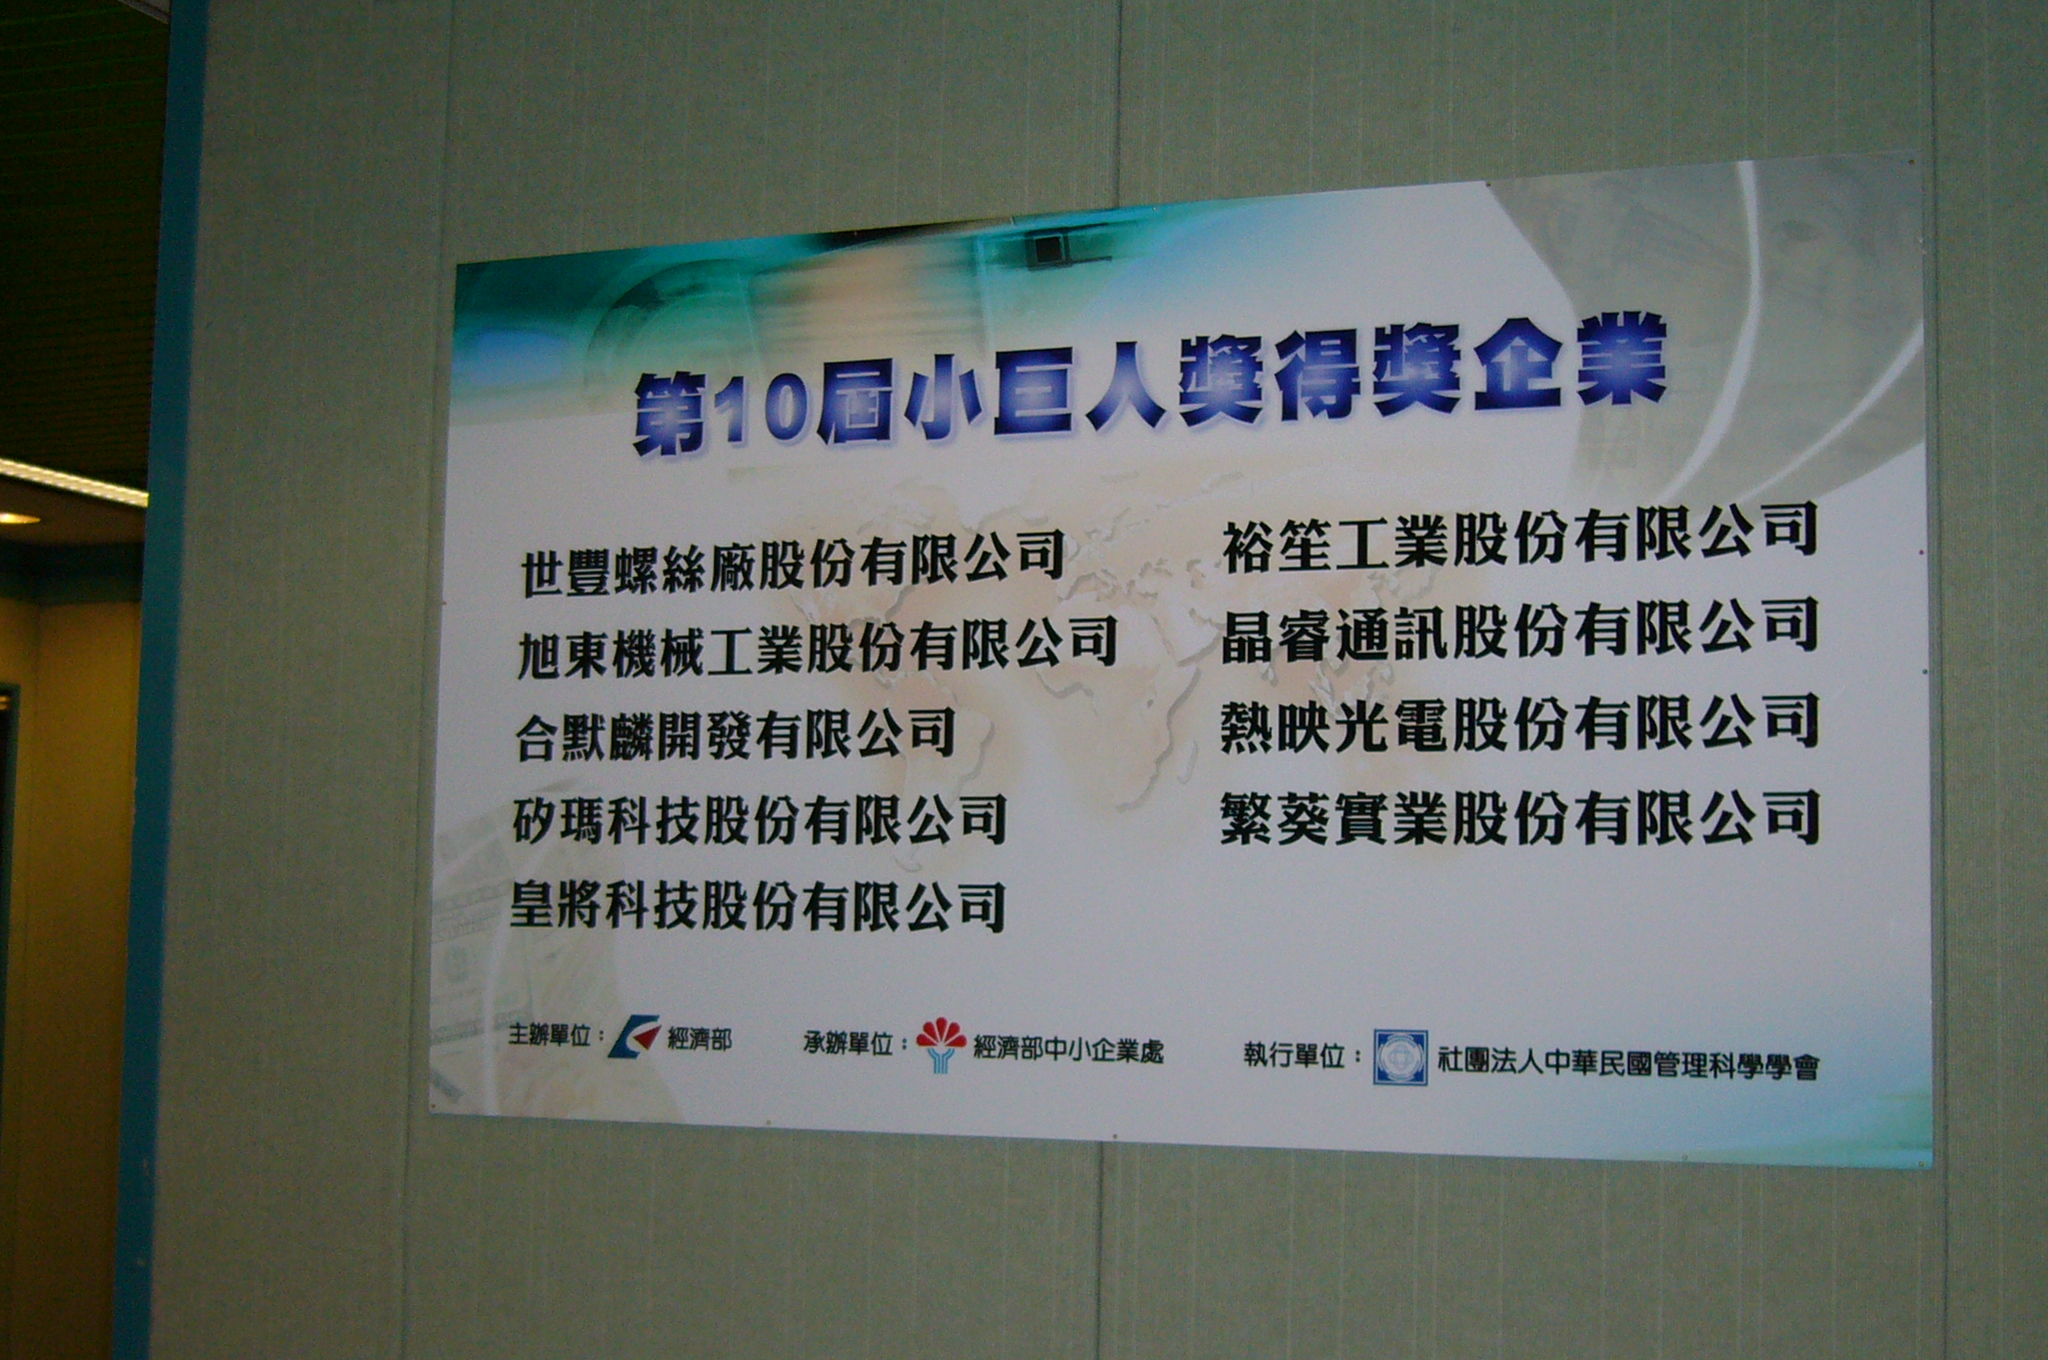 第10屆小巨人獎得獎企業
世豐螺絲廠股份有限公司
旭東機械工業股份有限公司
合默麟開發有限公司
矽瑪科技股份有限公司
皇將科技股份有限公司
裕笙工業股份有限公司
晶睿通訊股份有限公司
熱映光電股份有限公司
繁葵實業股份有限公司
主辦單位：經濟部
承辦單位：經濟部中小企業處
執行單位：社團法人中華民國管理科學學會